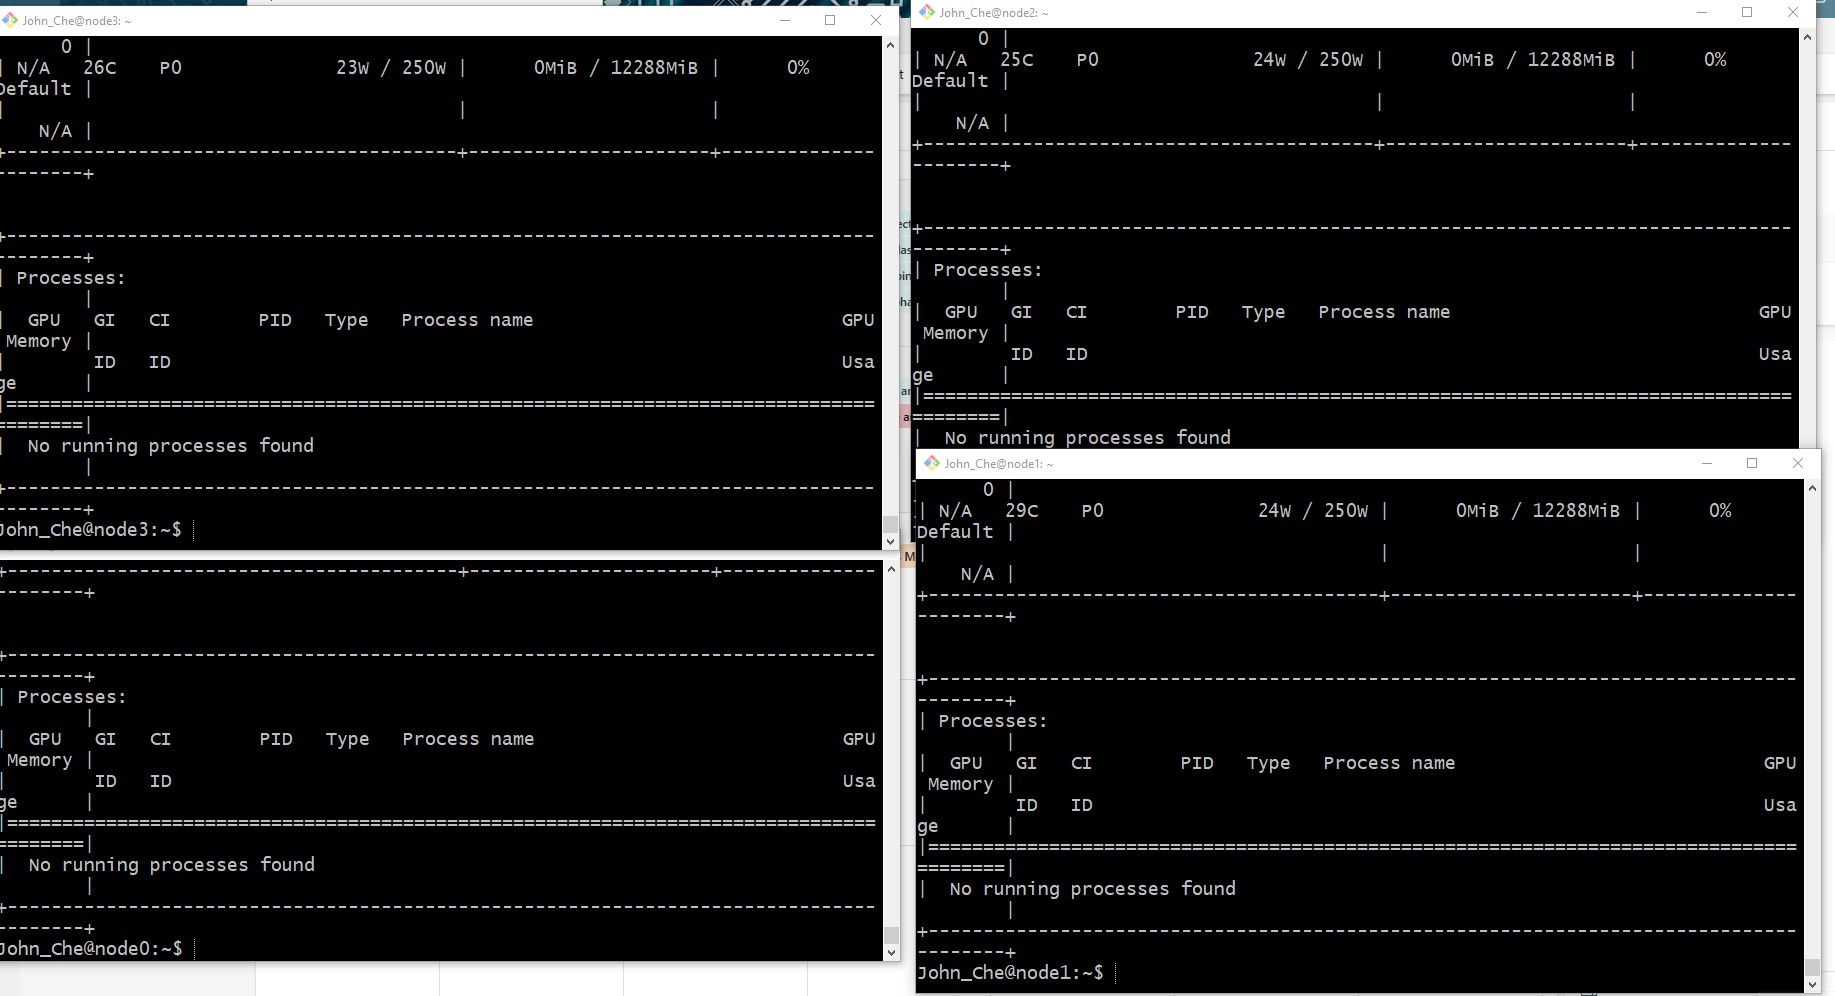 John_Che@node3: ~
0 |
| N/A   26C    P0              23W / 250W |      0MiB / 12288MiB |      0%
Default |
|                                         |                      |
N/A |
+-----------------------------------------+----------------------+--------------
--------+
+-------------------------------------------------------------------------------
--------+
| Processes:
|
|  GPU   GI   CI        PID   Type   Process name                            GPU
Memory |
|        ID   ID                                                             Usa
ge      |
|===============================================================================
========|
|  No running processes found
|
+-------------------------------------------------------------------------------
--------+
John_Che@node3:~$
John_Che@node2: ~
0 |
| N/A   25C    P0              24W / 250W |      0MiB / 12288MiB |      0%
Default |
|                                         |                      |
N/A |
+-----------------------------------------+----------------------+--------------
--------+
+-------------------------------------------------------------------------------
--------+
| Processes:
|
|  GPU   GI   CI        PID   Type   Process name                            GPU
Memory |
|        ID   ID                                                             Usa
ge      |
|===============================================================================
========|
|  No running processes found
+-----------------------------------------+----------------------+--------------
--------+
+-------------------------------------------------------------------------------
--------+
| Processes:
|
|  GPU   GI   CI        PID   Type   Process name                            GPU
Memory |
|        ID   ID                                                             Usa
ge      |
|===============================================================================
========|
|  No running processes found
|
+-------------------------------------------------------------------------------
--------+
John_Che@node0:~$
John_Che@node1: ~
0 |
| N/A   29C    P0              24W / 250W |      0MiB / 12288MiB |      0%
Default |
|                                         |                      |
N/A |
+-----------------------------------------+----------------------+--------------
--------+
+-------------------------------------------------------------------------------
--------+
| Processes:
|
|  GPU   GI   CI        PID   Type   Process name                            GPU
Memory |
|        ID   ID                                                             Usa
ge      |
|===============================================================================
========|
|  No running processes found
|
+-------------------------------------------------------------------------------
--------+
John_Che@node1:~$